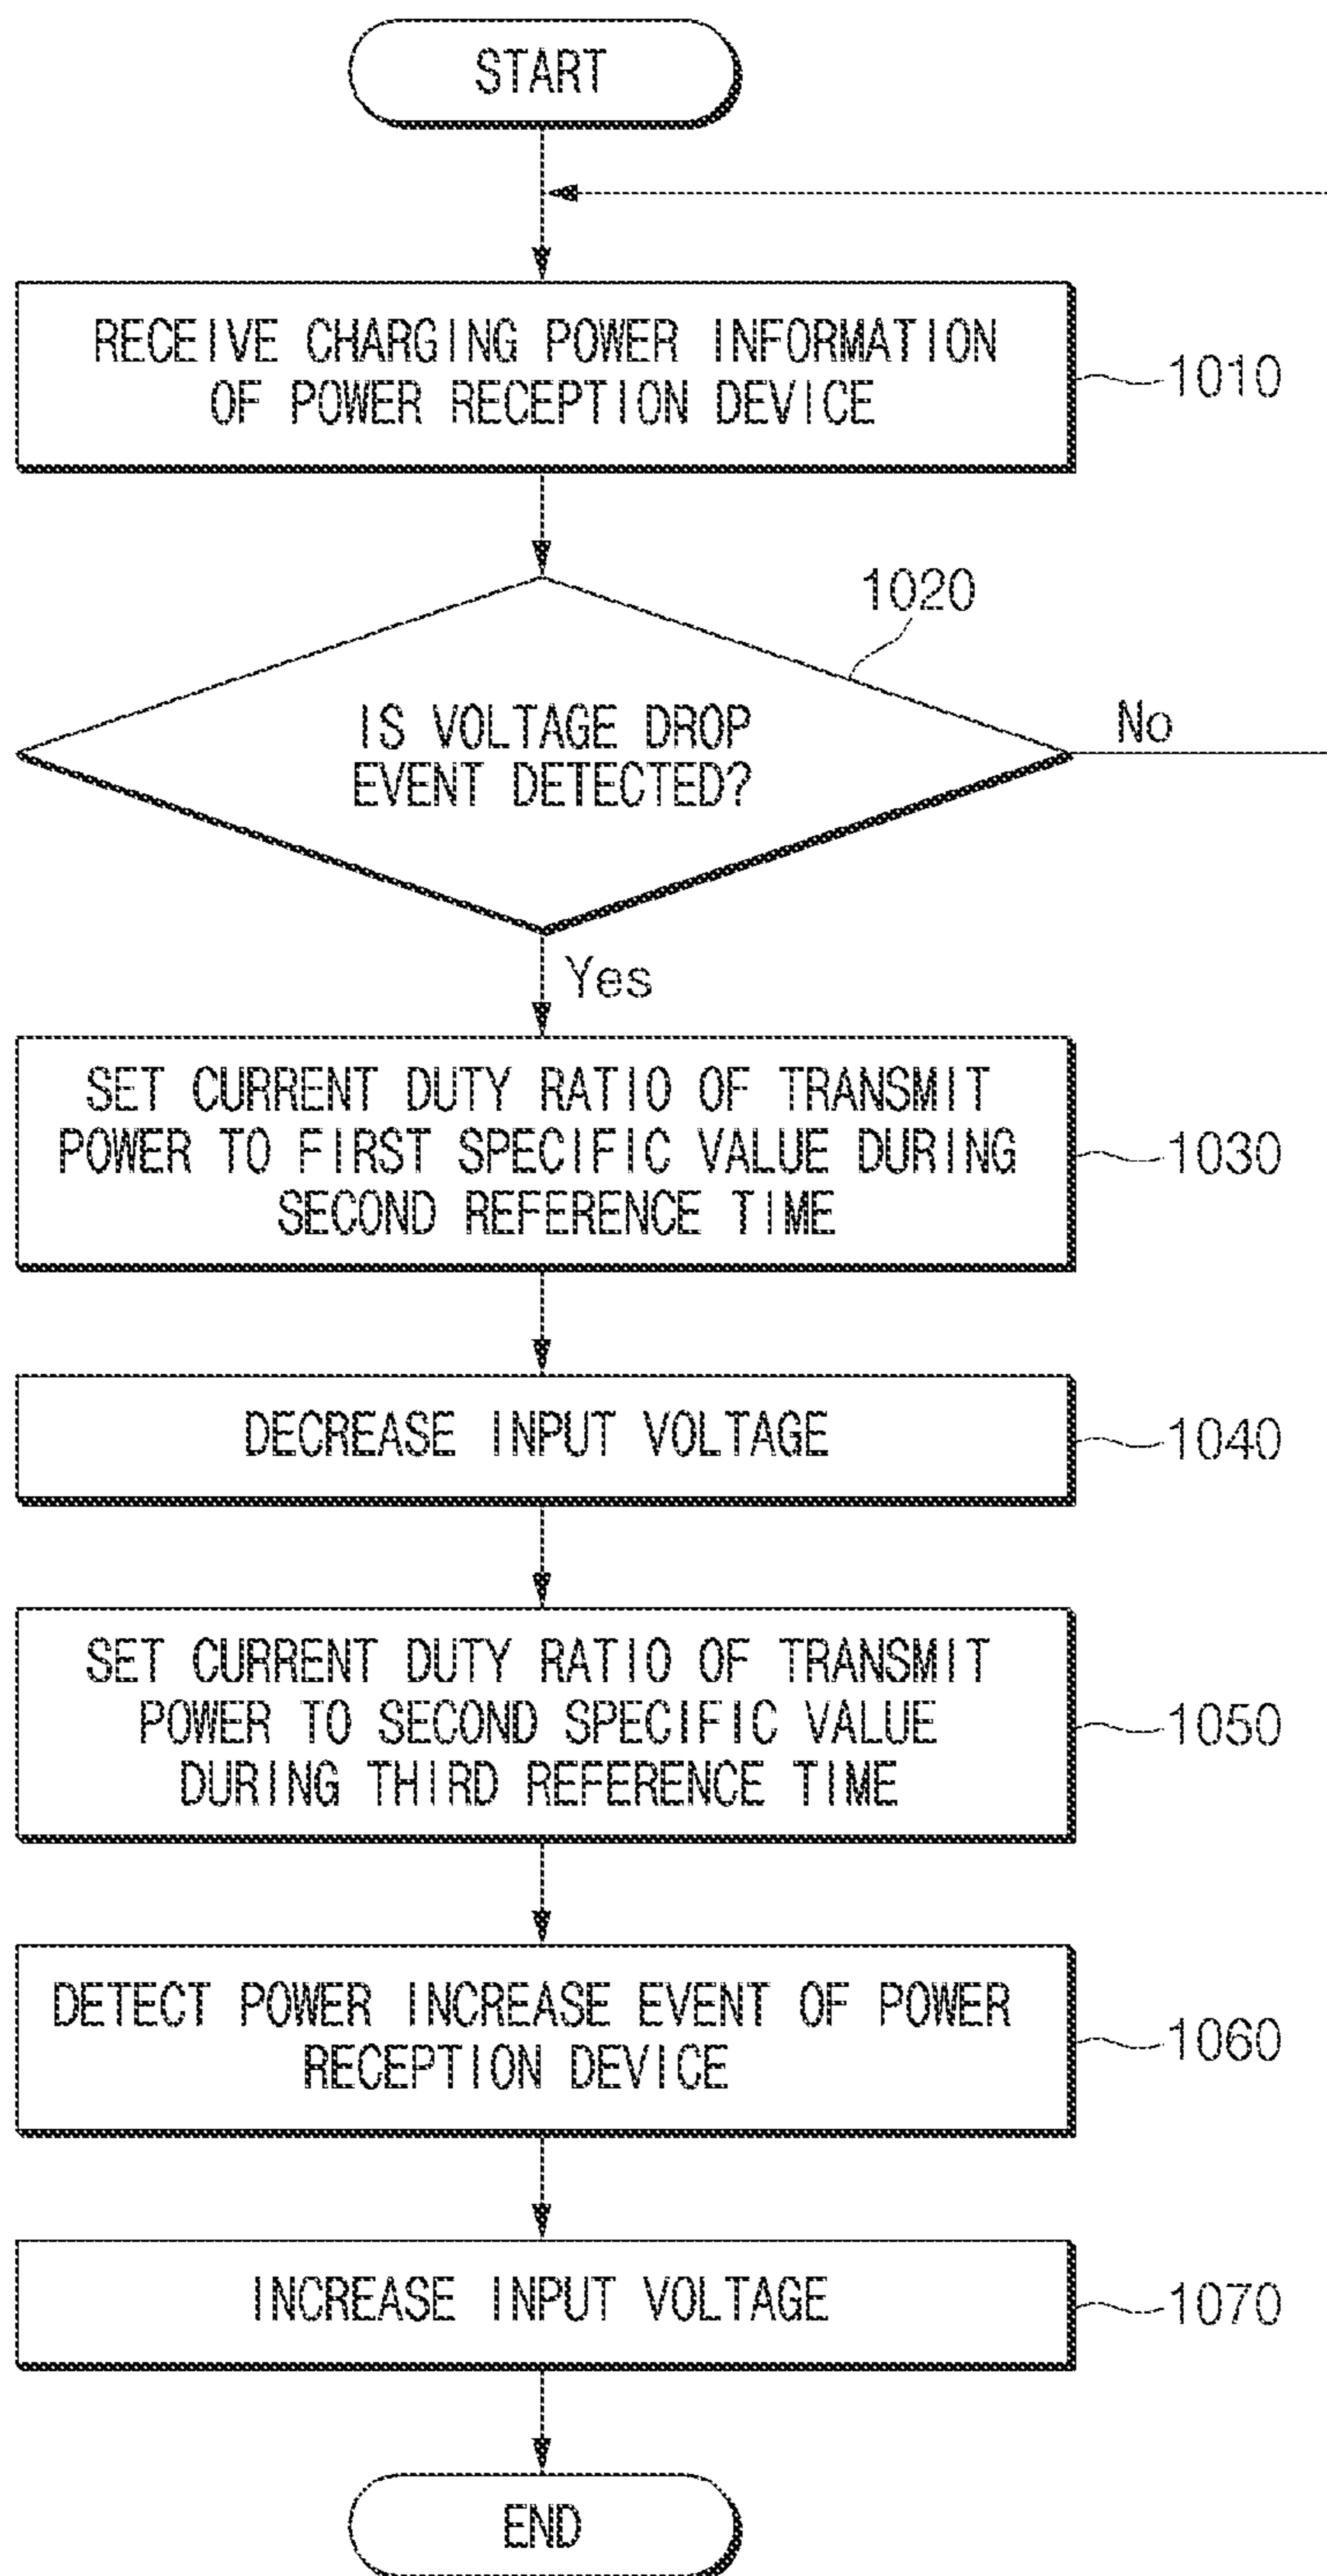 START
RECEIVE CHARGING POWER INFORMATION
OF POWER RECEPTION DEVICE
1010
1020
IS VOLTAGE DROP
EVENT DETECTED?
No
Yes
SET CURRENT DUTY RATIO OF TRANSMIT
POWER TO FIRST SPECIFIC VALUE DURING
SECOND REFERENCE TIME
1030
DECREASE INPUT VOLTAGE
1040
SET CURRENT DUTY RATIO OF TRANSMIT
POWER TO SECOND SPECIFIC VALUE
DURING THIRD REFERENCE TIME
1050
DETECT POWER INCREASE EVENT OF POWER
RECEPTION DEVICE
1060
INCREASE INPUT VOLTAGE
1070
END